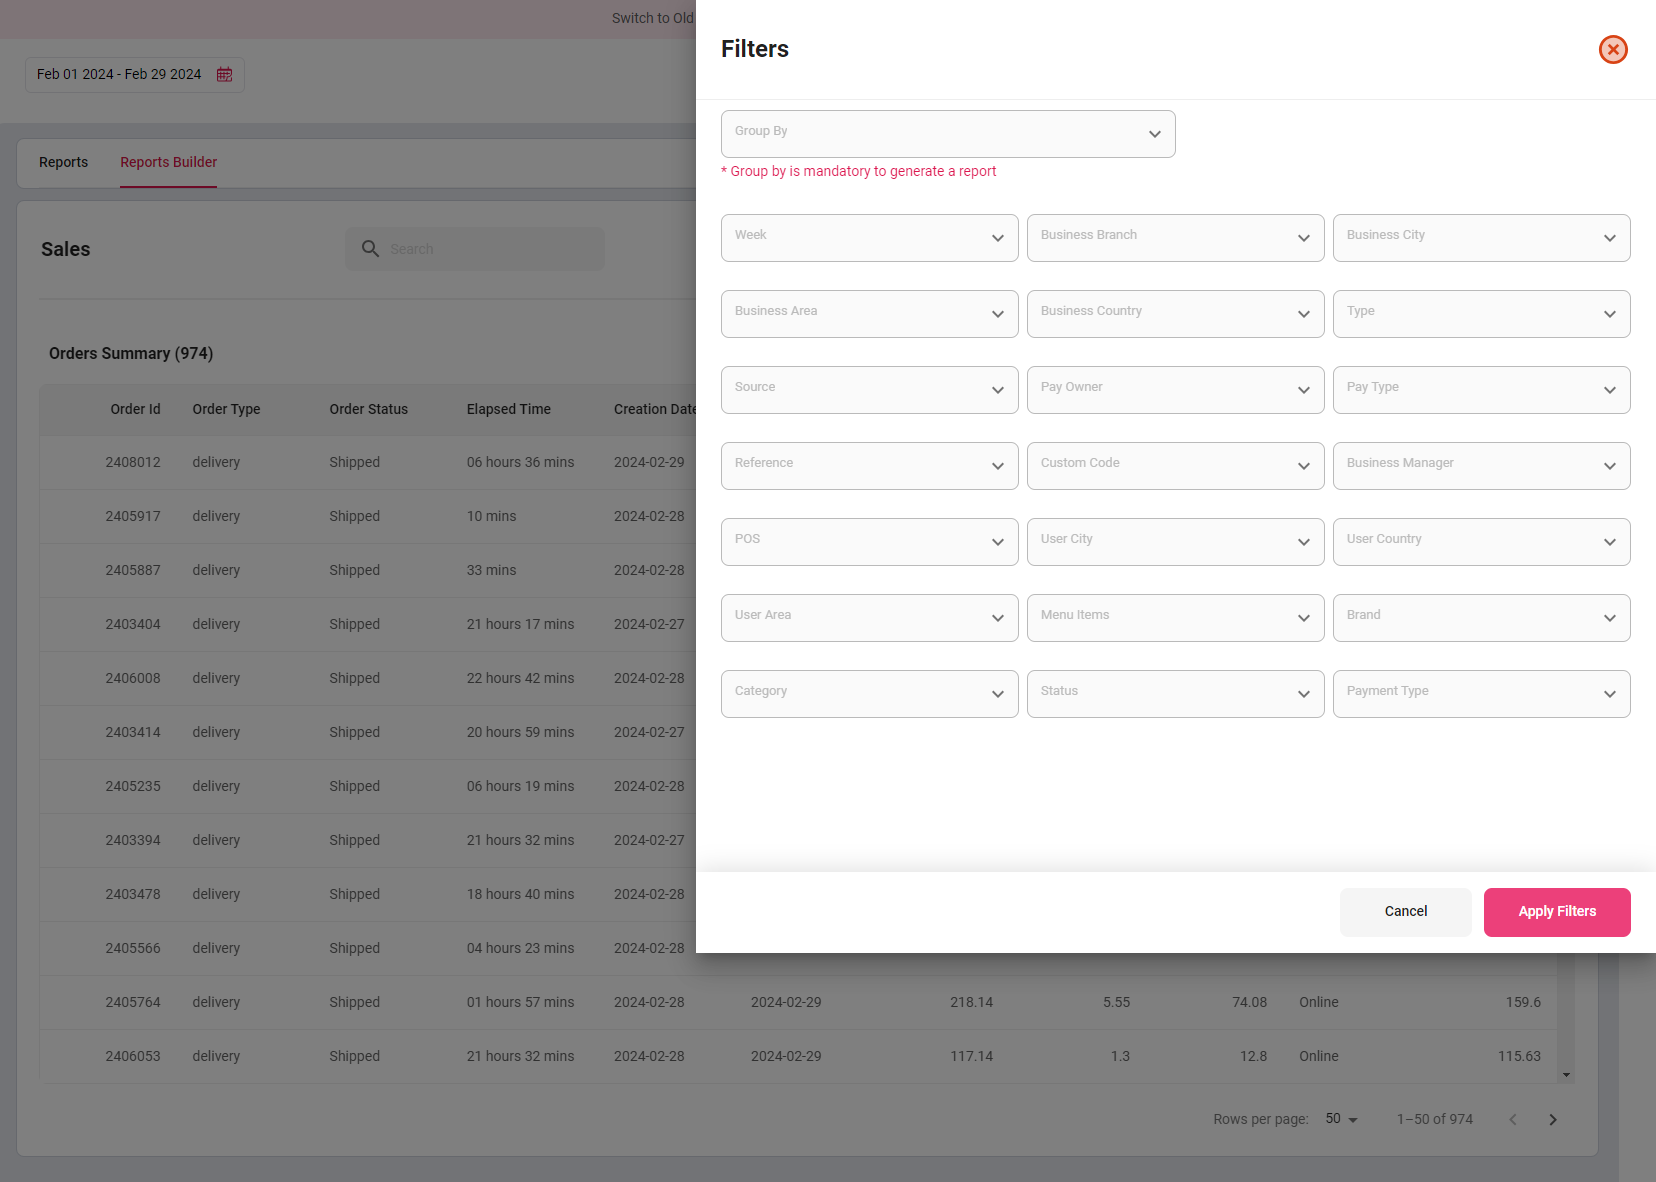 Switch to Old
Feb 01 2024 - Feb 29 2024
Reports
Reports Builder
Sales
Search
Orders Summary (974)
Order Id Order Type Order Status Elapsed Time Creation Date
2408012 delivery Shipped 06 hours 36 mins 2024-02-29
2405917 delivery Shipped 10 mins 2024-02-28
2405887 delivery Shipped 33 mins 2024-02-28
2403404 delivery Shipped 21 hours 17 mins 2024-02-27
2406008 delivery Shipped 22 hours 42 mins 2024-02-28
2403414 delivery Shipped 20 hours 59 mins 2024-02-27
2405235 delivery Shipped 06 hours 19 mins 2024-02-28
2403394 delivery Shipped 21 hours 32 mins 2024-02-27
2403478 delivery Shipped 18 hours 40 mins 2024-02-28
2405566 delivery Shipped 04 hours 23 mins 2024-02-28
2405764 delivery Shipped 01 hours 57 mins 2024-02-28 2024-02-29 218.14 5.55 74.08 Online 159.6
2406053 delivery Shipped 21 hours 32 mins 2024-02-28 2024-02-29 117.14 1.3 12.8 Online 115.63
Rows per page: 50 1–50 of 974
Filters
Group By
* Group by is mandatory to generate a report
Week Business Branch Business City
Business Area Business Country Type
Source Pay Owner Pay Type
Reference Custom Code Business Manager
POS User City User Country
User Area Menu Items Brand
Category Status Payment Type
Cancel Apply Filters